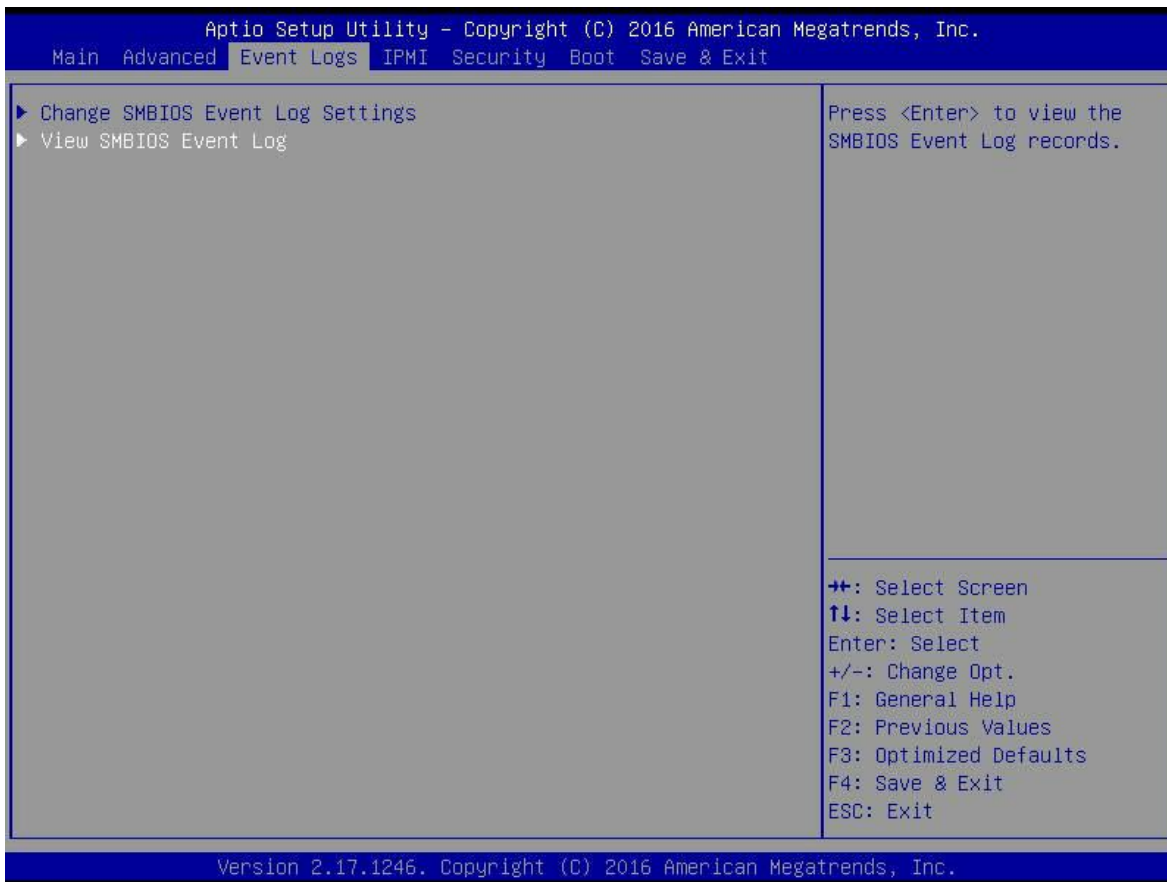 Aptio Setup Utility – Copyright (C) 2016 American Megatrends, Inc.
Main Advanced Event Logs IPMI Security Boot Save & Exit
▶ Change SMBIOS Event Log Settings
▶ View SMBIOS Event Log
Press <Enter> to view the
SMBIOS Event Log records.
→←: Select Screen
↑↓: Select Item
Enter: Select
+/-: Change Opt.
F1: General Help
F2: Previous Values
F3: Optimized Defaults
F4: Save & Exit
ESC: Exit
Version 2.17.1246. Copyright (C) 2016 American Megatrends, Inc.